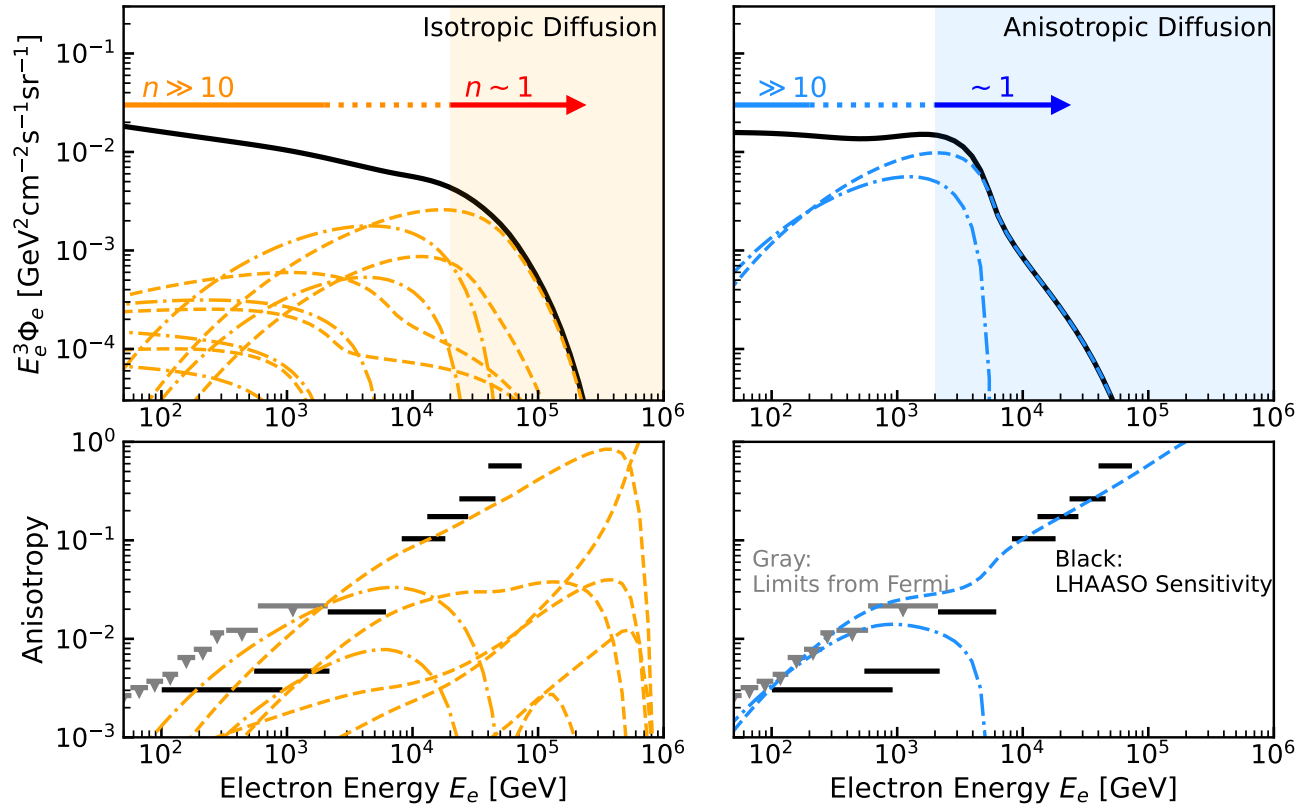 Isotropic Diffusion
n ≫ 10
n ~ 1
10⁻¹
10⁻²
10⁻³
10⁻⁴
E³ₑΦₑ [GeV²cm⁻²s⁻¹sr⁻¹]
10² 10³ 10⁴ 10⁵ 10⁶
Anisotropic Diffusion
≫ 10
~ 1
10² 10³ 10⁴ 10⁵ 10⁶
10⁰
10⁻¹
10⁻²
10⁻³
Anisotropy
10² 10³ 10⁴ 10⁵ 10⁶
Electron Energy Eₑ [GeV]
Gray:
Limits from Fermi
Black:
LHAASO Sensitivity
10² 10³ 10⁴ 10⁵ 10⁶
Electron Energy Eₑ [GeV]